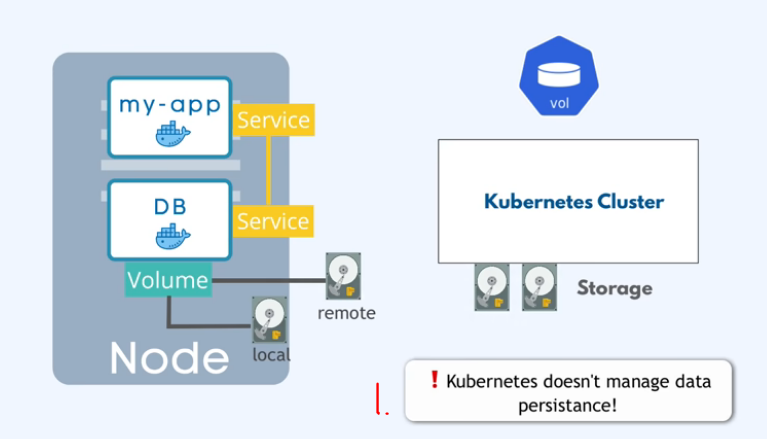 my-app
Service
DB
Service
Volume
remote
local
Node
vol
Kubernetes Cluster
Storage
! Kubernetes doesn't manage data
persistance!